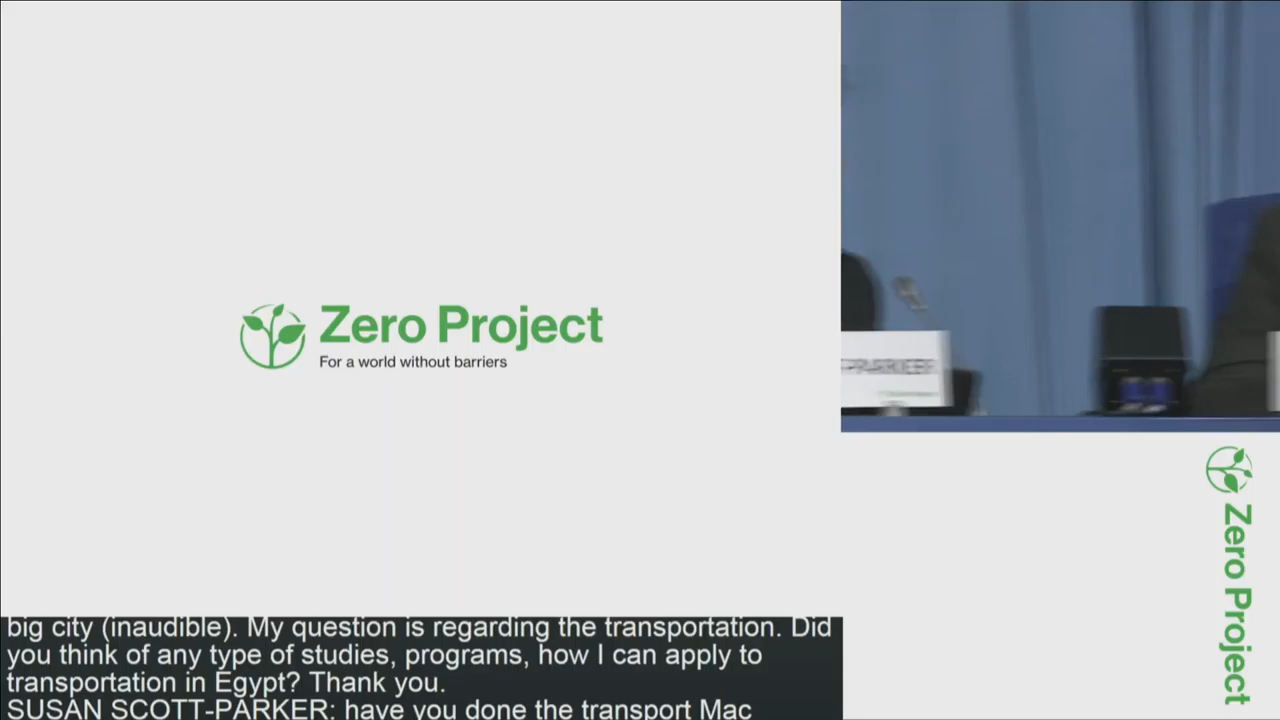 Zero Project
For a world without barriers
Zero Project
big city (inaudible). My question is regarding the transportation. Did
you think of any type of studies, programs, how I can apply to
transportation in Egypt? Thank you.
SUSAN SCOTT-PARKER: have you done the transport Mac